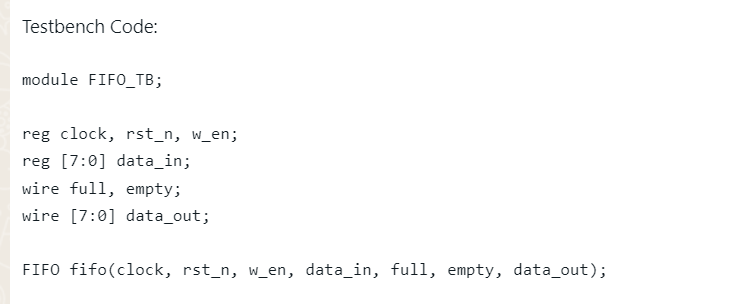 Testbench Code:
module FIFO_TB;
reg clock, rst_n, w_en;
reg [7:0] data_in;
wire full, empty;
wire [7:0] data_out;
FIFO fifo(clock, rst_n, w_en, data_in, full, empty, data_out);